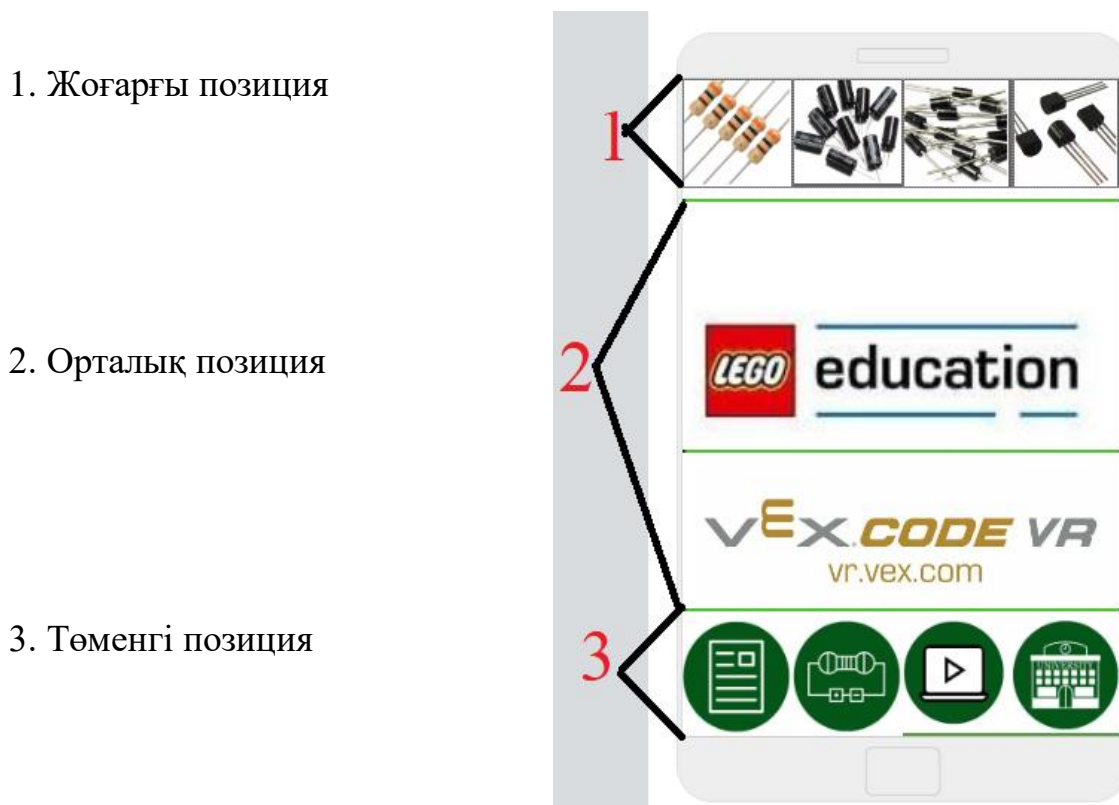 1. Жоғарғы позиция
1
2. Орталық позиция
2
LEGO education
VEX CODE VR
vr.vex.com
3. Төменгі позиция
3
UNIVERSITY